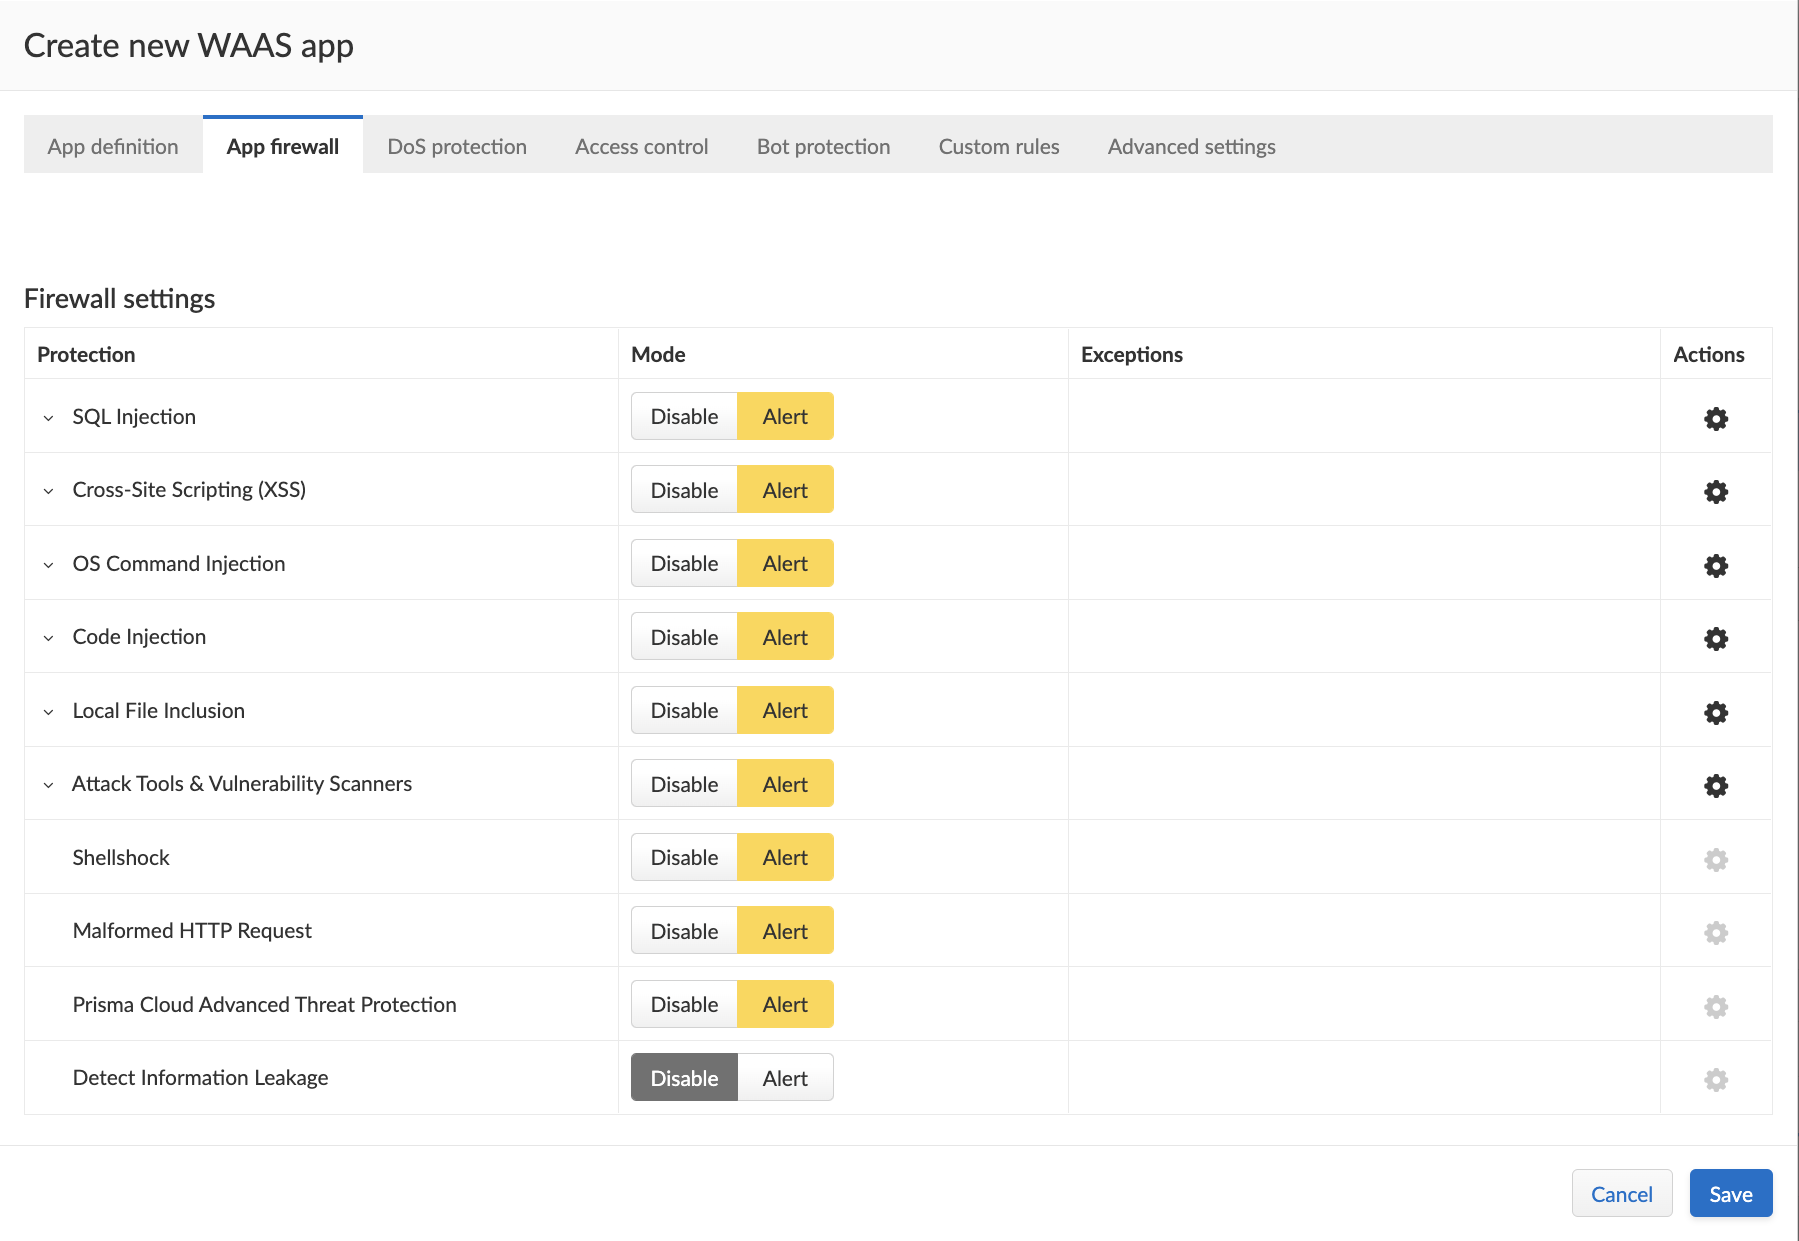 Create new WAAS app
App definition App firewall DoS protection Access control Bot protection Custom rules Advanced settings
Firewall settings
Protection Mode Exceptions Actions
SQL Injection Disable Alert
Cross-Site Scripting (XSS) Disable Alert
OS Command Injection Disable Alert
Code Injection Disable Alert
Local File Inclusion Disable Alert
Attack Tools & Vulnerability Scanners Disable Alert
Shellshock Disable Alert
Malformed HTTP Request Disable Alert
Prisma Cloud Advanced Threat Protection Disable Alert
Detect Information Leakage Disable Alert
Cancel Save